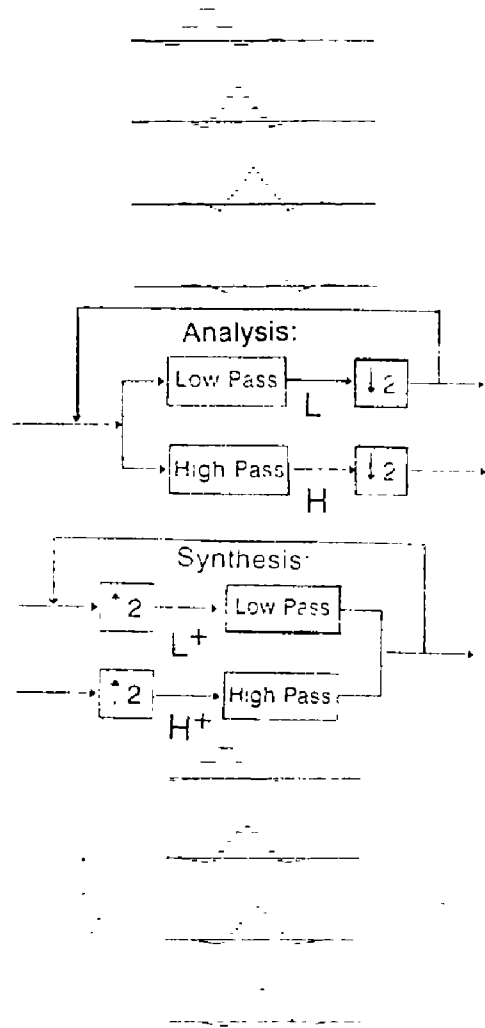 Analysis:
Low Pass
L
↓2
High Pass
H
↓2
Synthesis:
↑2
L+
Low Pass
↑2
H+
High Pass